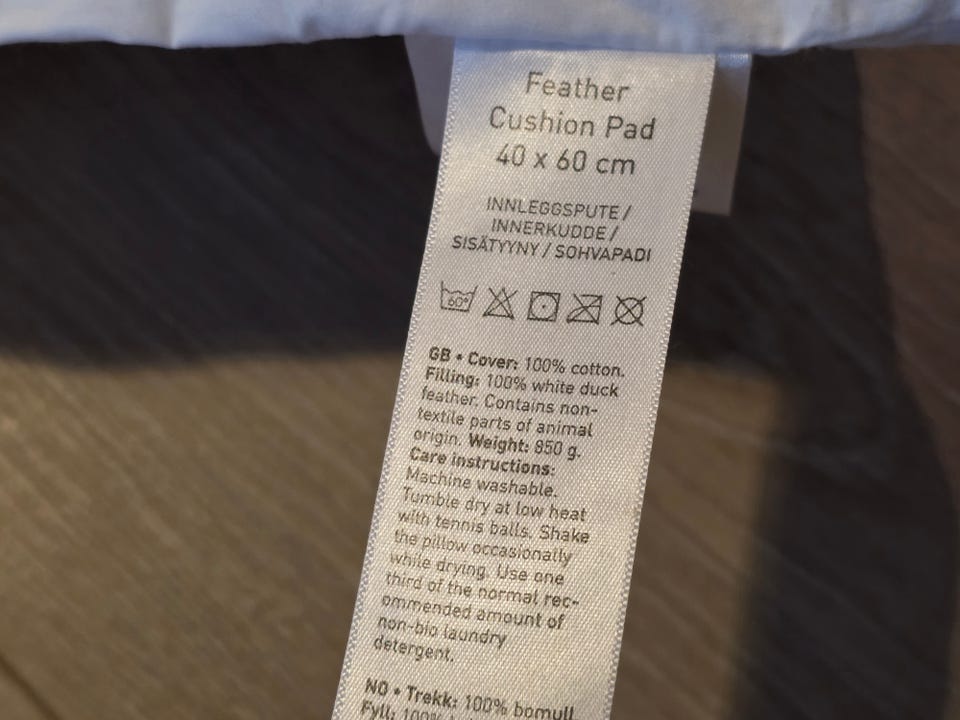 Feather
Cushion Pad
40 x 60 cm
INNLEGGSPUTE /
INNERKUDDE /
SISÄTYYNY / SOHVAPADI
60°
GB • Cover: 100% cotton.
Filling: 100% white duck
feather. Contains non-
textile parts of animal
origin. Weight: 850 g.
Care instructions:
Machine washable.
Tumble dry at low heat
with tennis balls. Shake
the pillow occasionally
while drying. Use one
third of the normal rec-
ommended amount of
non-bio laundry
detergent.
NO • Trekk: 100% bomull.
Fyll: 100%